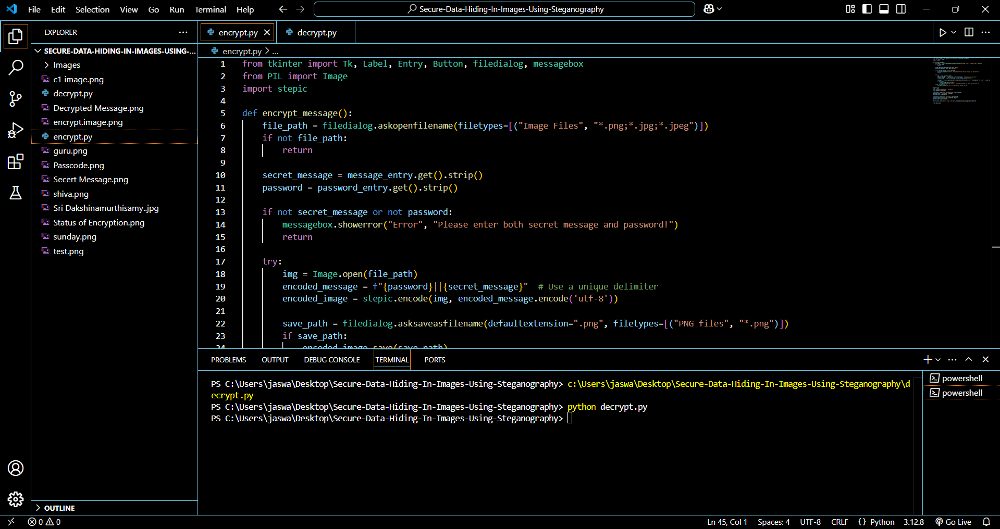 File Edit Selection View Go Run Terminal Help
Secure-Data-Hiding-In-Images-Using-Steganography
EXPLORER
SECURE-DATA-HIDING-IN-IMAGES-USING-...
Images
c1 image.png
decrypt.py
Decrypted Message.png
encrypt.image.png
encrypt.py
guru.png
Passcode.png
Secert Message.png
shiva.png
Sri Dakshinamurthisamy..jpg
Status of Encryption.png
sunday.png
test.png
OUTLINE
encrypt.py decrypt.py
encrypt.py > ...
1 from tkinter import Tk, Label, Entry, Button, filedialog, messagebox
2 from PIL import Image
3 import stepic
4
5 def encrypt_message():
6 file_path = filedialog.askopenfilename(filetypes=[("Image Files", "*.png;*.jpg;*.jpeg")])
7 if not file_path:
8 return
9
10 secret_message = message_entry.get().strip()
11 password = password_entry.get().strip()
12
13 if not secret_message or not password:
14 messagebox.showerror("Error", "Please enter both secret message and password!")
15 return
16
17 try:
18 img = Image.open(file_path)
19 encoded_message = f"{password}||{secret_message}" # Use a unique delimiter
20 encoded_image = stepic.encode(img, encoded_message.encode('utf-8'))
21
22 save_path = filedialog.asksaveasfilename(defaultextension=".png", filetypes=[("PNG files", "*.png")])
23 if save_path:
24 encoded_image.save(save_path)
PROBLEMS OUTPUT DEBUG CONSOLE TERMINAL PORTS
PS C:\Users\jaswa\Desktop\Secure-Data-Hiding-In-Images-Using-Steganography> c:\Users\jaswa\Desktop\Secure-Data-Hiding-In-Images-Using-Steganography\d
ecrypt.py
PS C:\Users\jaswa\Desktop\Secure-Data-Hiding-In-Images-Using-Steganography> python decrypt.py
PS C:\Users\jaswa\Desktop\Secure-Data-Hiding-In-Images-Using-Steganography>
powershell
powershell
0 0 Ln 45, Col 1 Spaces: 4 UTF-8 CRLF {} Python 3.12.8 Go Live